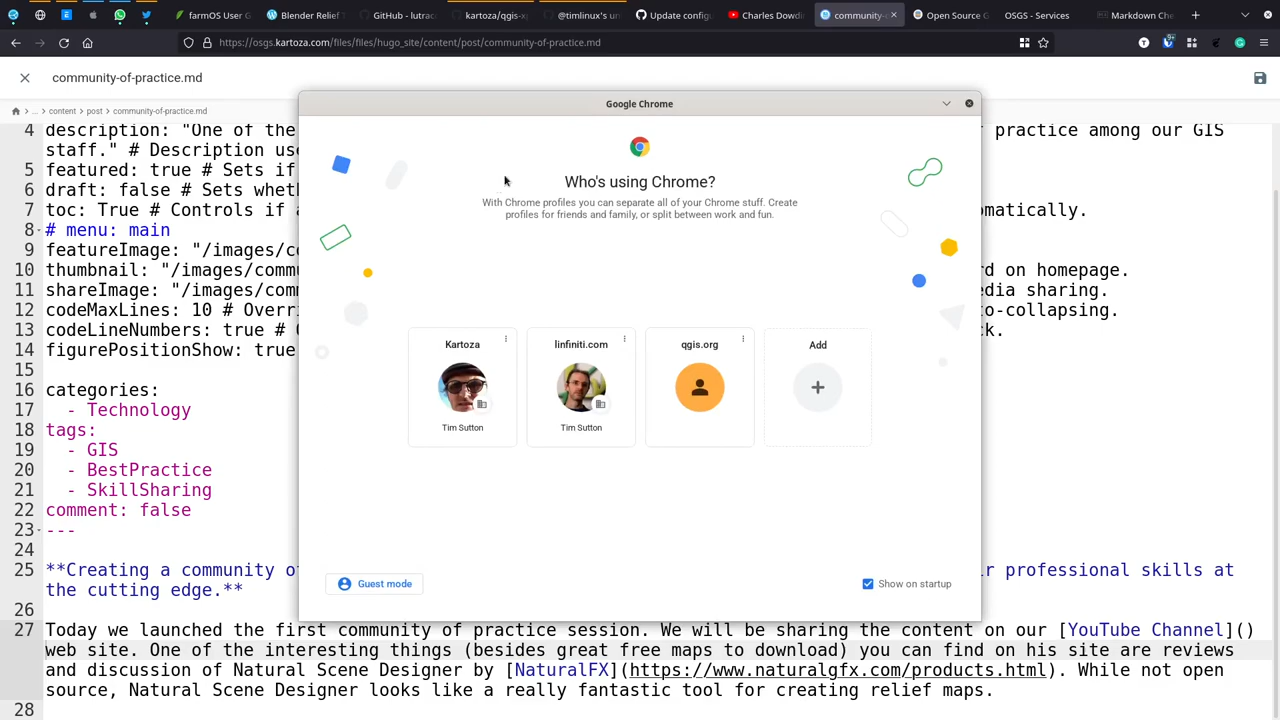 farmOS User G
Blender Relief T
GitHub - lutrac
kartoza/qgis-x
@timlinux's un
Update config
Charles Dowdi
community-
Open Source G
OSGS - Services
Markdown Che
https://osgs.kartoza.com/files/files/hugo_site/content/post/community-of-practice.md
community-of-practice.md
> ... > content > post > community-of-practice.md
Google Chrome
Who's using Chrome?
With Chrome profiles you can separate all of your Chrome stuff. Create
profiles for friends and family, or split between work and fun.
Kartoza
Tim Sutton
linfiniti.com
Tim Sutton
qgis.org
Add
Guest mode
Show on startup
4 description: "One of the practice among our GIS
staff." # Description use
5 featured: true # Sets if
6 draft: false # Sets wheth
7 toc: True # Controls if a omatically.
8 # menu: main
9 featureImage: "/images/co
10 thumbnail: "/images/commu rd on homepage.
11 shareImage: "/images/com edia sharing.
12 codeMaxLines: 10 # Overri to-collapsing.
13 codeLineNumbers: true # ck.
14 figurePositionShow: true
15
16 categories:
17 - Technology
18 tags:
19 - GIS
20 - BestPractice
21 - SkillSharing
22 comment: false
23 ---
24
25 **Creating a community o ir professional skills at
the cutting edge.**
26
27 Today we launched the first community of practice session. We will be sharing the content on our [YouTube Channel]()
web site. One of the interesting things (besides great free maps to download) you can find on his site are reviews
and discussion of Natural Scene Designer by [NaturalFX](https://www.naturalgfx.com/products.html). While not open
source, Natural Scene Designer looks like a really fantastic tool for creating relief maps.
28